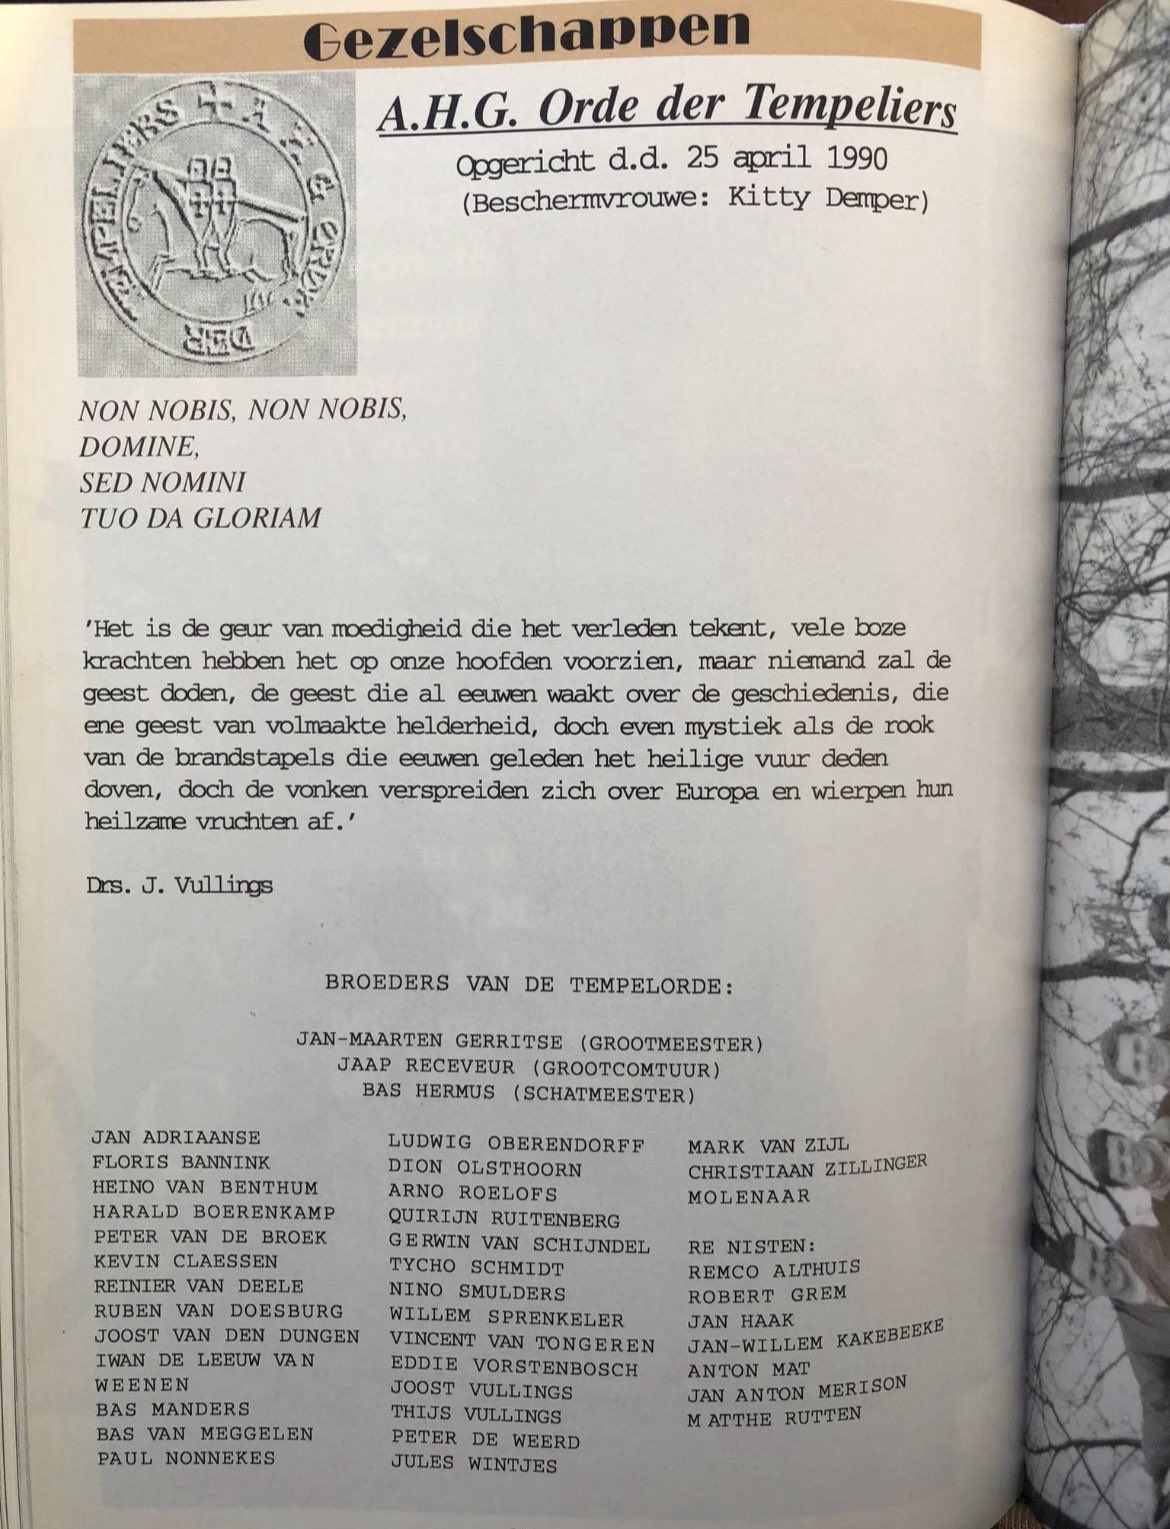 Gezelschappen
A.H.G. Orde der Tempeliers
Opgericht d.d. 25 april 1990
(Beschermvrouwe: Kitty Demper)
+ A.H.G ORDE DER TEMPELIERS
NON NOBIS, NON NOBIS,
DOMINE,
SED NOMINI
TUO DA GLORIAM
'Het is de geur van moedigheid die het verleden tekent, vele boze
krachten hebben het op onze hoofden voorzien, maar niemand zal de
geest doden, de geest die al eeuwen waakt over de geschiedenis, die
ene geest van volmaakte helderheid, doch even mystiek als de rook
van de brandstapels die eeuwen geleden het heilige vuur deden
doven, doch de vonken verspreiden zich over Europa en wierpen hun
heilzame vruchten af.'
Drs. J. Vullings
BROEDERS VAN DE TEMPELORDE:
JAN-MAARTEN GERRITSE (GROOTMEESTER)
JAAP RECEVEUR (GROOTCOMTUUR)
BAS HERMUS (SCHATMEESTER)
JAN ADRIAANSE
FLORIS BANNINK
HEINO VAN BENTHUM
HARALD BOERENKAMP
PETER VAN DE BROEK
KEVIN CLAESSEN
REINIER VAN DEELE
RUBEN VAN DOESBURG
JOOST VAN DEN DUNGEN
IWAN DE LEEUW VAN
WEENEN
BAS MANDERS
BAS VAN MEGGELEN
PAUL NONNEKES
LUDWIG OBERENDORFF
DION OLSTHOORN
ARNO ROELOFS
QUIRIJN RUITENBERG
GERWIN VAN SCHIJNDEL
TYCHO SCHMIDT
NINO SMULDERS
WILLEM SPRENKELER
VINCENT VAN TONGEREN
EDDIE VORSTENBOSCH
JOOST VULLINGS
THIJS VULLINGS
PETER DE WEERD
JULES WINTJES
MARK VAN ZIJL
CHRISTIAAN ZILLINGER
MOLENAAR
RE NISTEN:
REMCO ALTHUIS
ROBERT GREM
JAN HAAK
JAN-WILLEM KAKEBEEKE
ANTON MAT
JAN ANTON MERISON
MATTHE RUTTEN